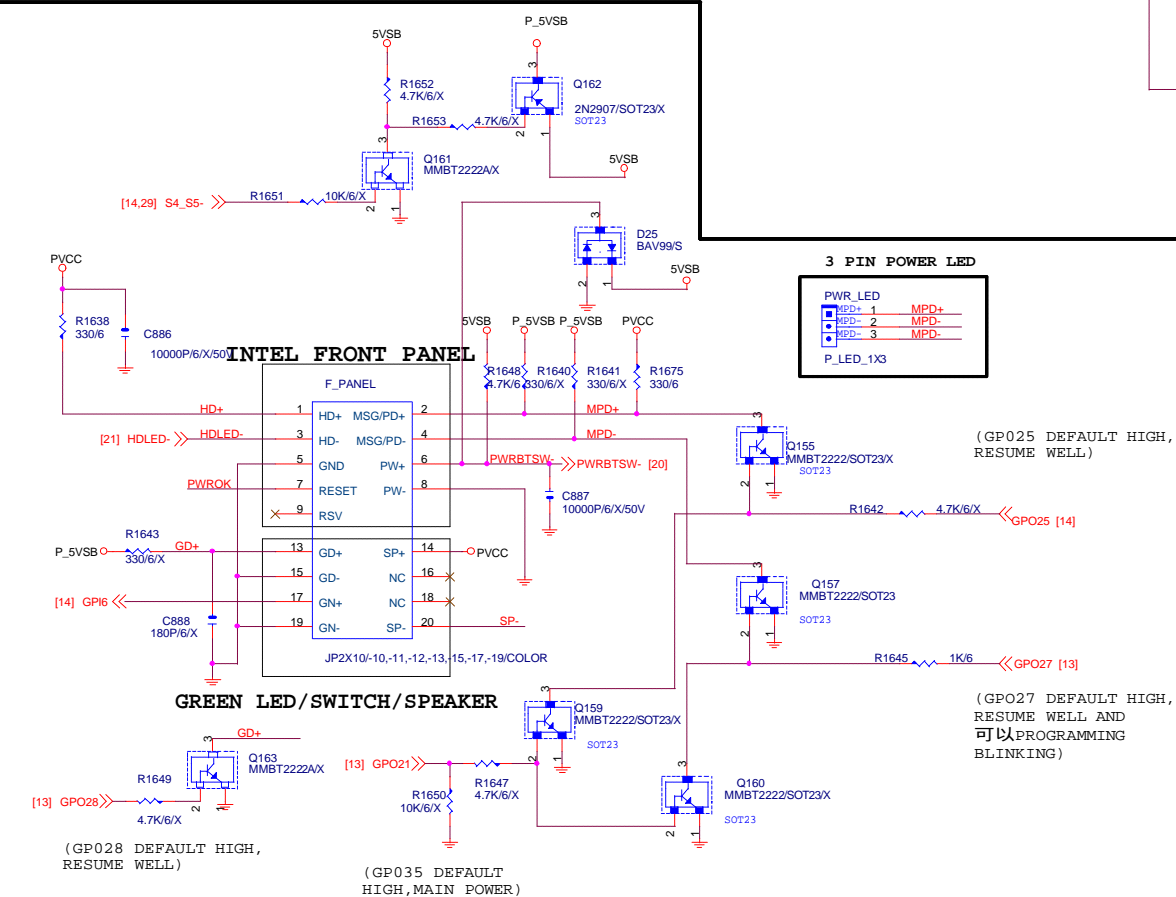 P_5VSB
5VSB
3
R1652
4.7K/6/X
Q162
2N2907/SOT23/X
SOT23
R1653
4.7K/6/X
2
1
3
5VSB
Q161
MMBT2222A/X
[14,29] S4_S5-
R1651
10K/6/X
2
1
3
D25
BAV99/S
5VSB
2
1
PVCC
R1638
330/6
C886
10000P/6/X/50V
3 PIN POWER LED
PWR_LED
MPD+ 1 MPD+
MPD- 2 MPD-
MPD- 3 MPD-
P_LED_1X3
5VSB
P_5VSB
P_5VSB
PVCC
INTEL FRONT PANEL
R1648
4.7K/6
R1640
330/6/X
R1641
330/6/X
R1675
330/6
F_PANEL
HD+ 1 HD+ MSG/PD+ 2 MPD+
[21] HDLED- HDLED- 3 HD- MSG/PD- 4 MPD-
5 GND PW+ 6 PWRBTSW- PWRBTSW- [20]
PWROK 7 RESET PW- 8
9 RSV
C887
10000P/6/X/50V
3
Q155
MMBT2222/SOT23/X
SOT23
2
1
(GP025 DEFAULT HIGH,
RESUME WELL)
R1642
4.7K/6/X
GPO25 [14]
R1643
P_5VSB
330/6/X
GD+ 13 GD+ SP+ 14 PVCC
15 GD- NC 16
[14] GPI6 17 GN+ NC 18
19 GN- SP- 20 SP-
C888
180P/6/X
JP2X10/-10,-11,-12,-13,-15,-17,-19/COLOR
3
Q157
MMBT2222/SOT23
SOT23
2
1
R1645
1K/6
GPO27 [13]
GREEN LED/SWITCH/SPEAKER
(GPO27 DEFAULT HIGH,
RESUME WELL AND
可以PROGRAMMING
BLINKING)
3
Q159
MMBT2222/SOT23/X
SOT23
2
1
3
GD+
Q163
MMBT2222A/X
R1649
[13] GPO28
4.7K/6/X
2
1
(GP028 DEFAULT HIGH,
RESUME WELL)
[13] GPO21
R1647
4.7K/6/X
R1650
10K/6/X
3
Q160
MMBT2222/SOT23/X
SOT23
2
1
(GP035 DEFAULT
HIGH,MAIN POWER)